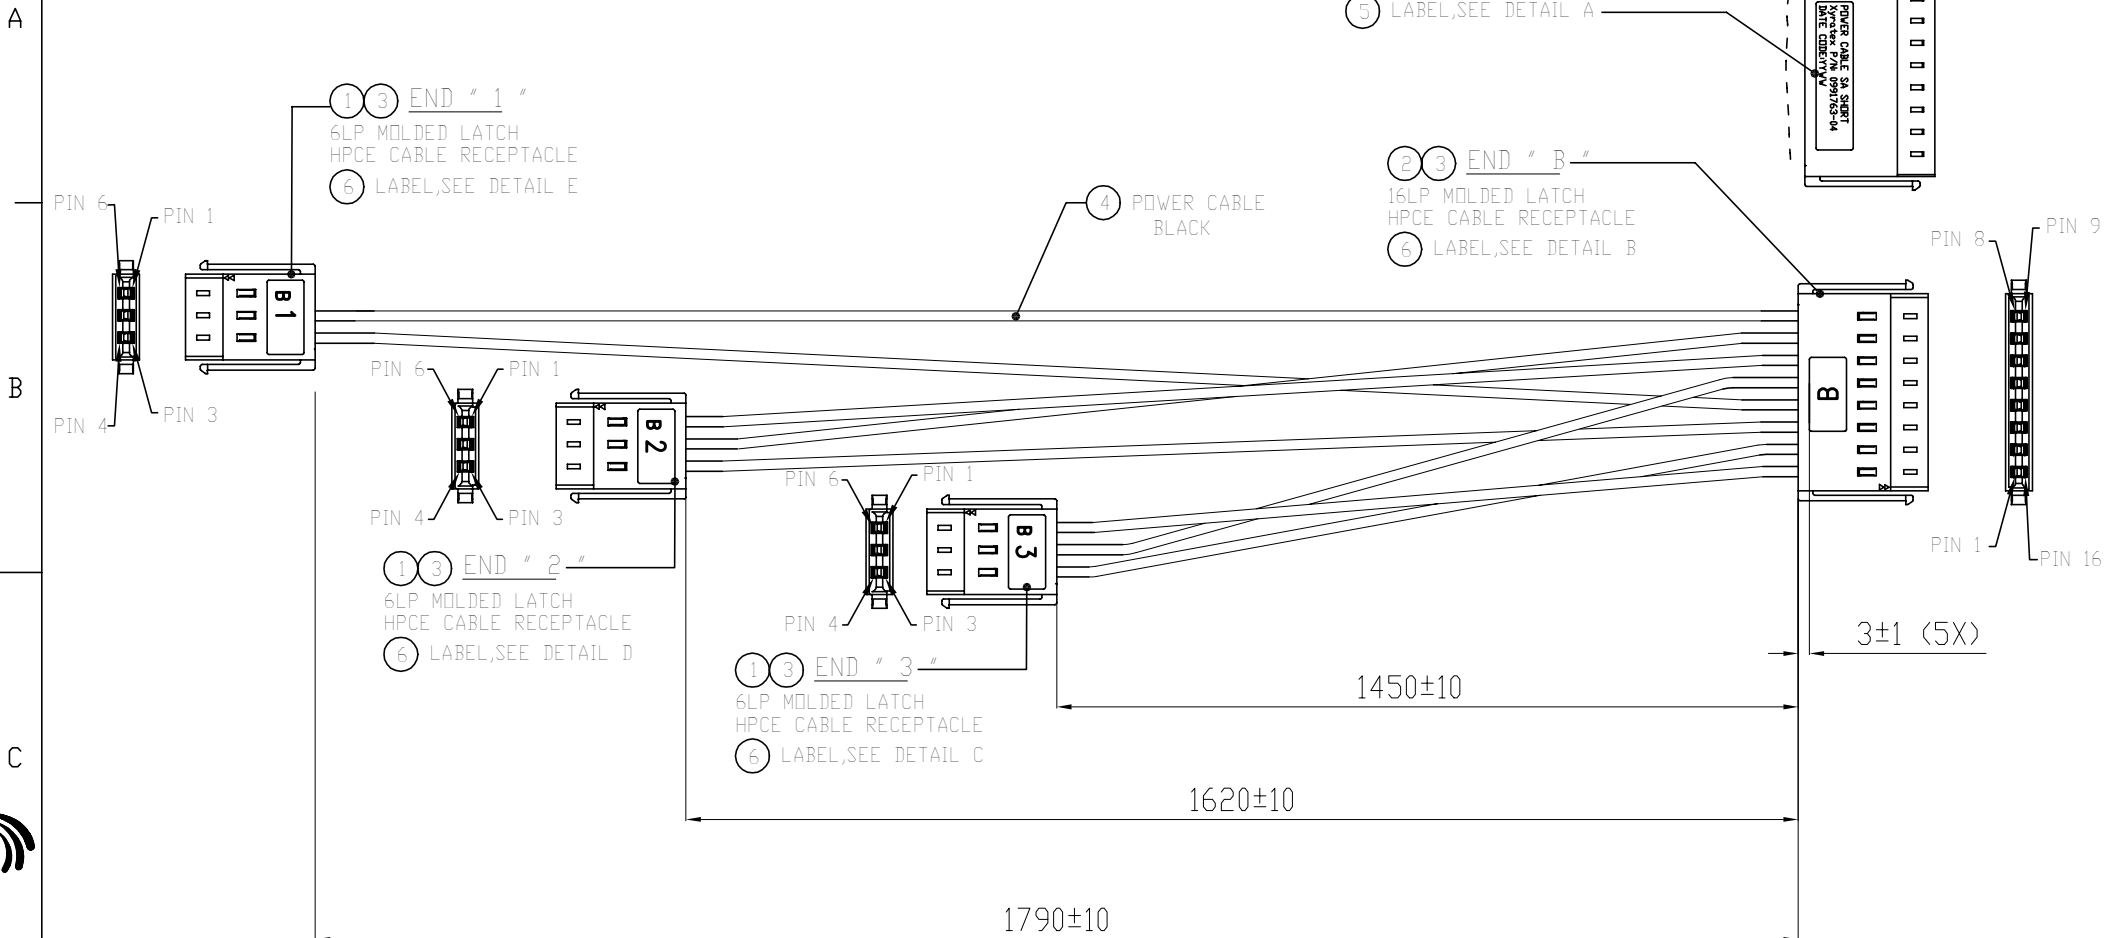 A
5 LABEL,SEE DETAIL A
POWER CABLE SA SHORT
Xyratex P/N 0991763-04
DATE CODE:YYWW
1 3 END " 1 "
6LP MOLDED LATCH
HPCE CABLE RECEPTACLE
6 LABEL,SEE DETAIL E
2 3 END " B "
16LP MOLDED LATCH
HPCE CABLE RECEPTACLE
6 LABEL,SEE DETAIL B
4 POWER CABLE
BLACK
PIN 6
PIN 1
PIN 4
PIN 3
B 1
PIN 8
PIN 9
PIN 1
PIN 16
B
B
PIN 6
PIN 1
PIN 4
PIN 3
B 2
1 3 END " 2 "
6LP MOLDED LATCH
HPCE CABLE RECEPTACLE
6 LABEL,SEE DETAIL D
PIN 6
PIN 1
PIN 4
PIN 3
B 3
1 3 END " 3 "
6LP MOLDED LATCH
HPCE CABLE RECEPTACLE
6 LABEL,SEE DETAIL C
3±1 (5X)
1450±10
C
1620±10
1790±10